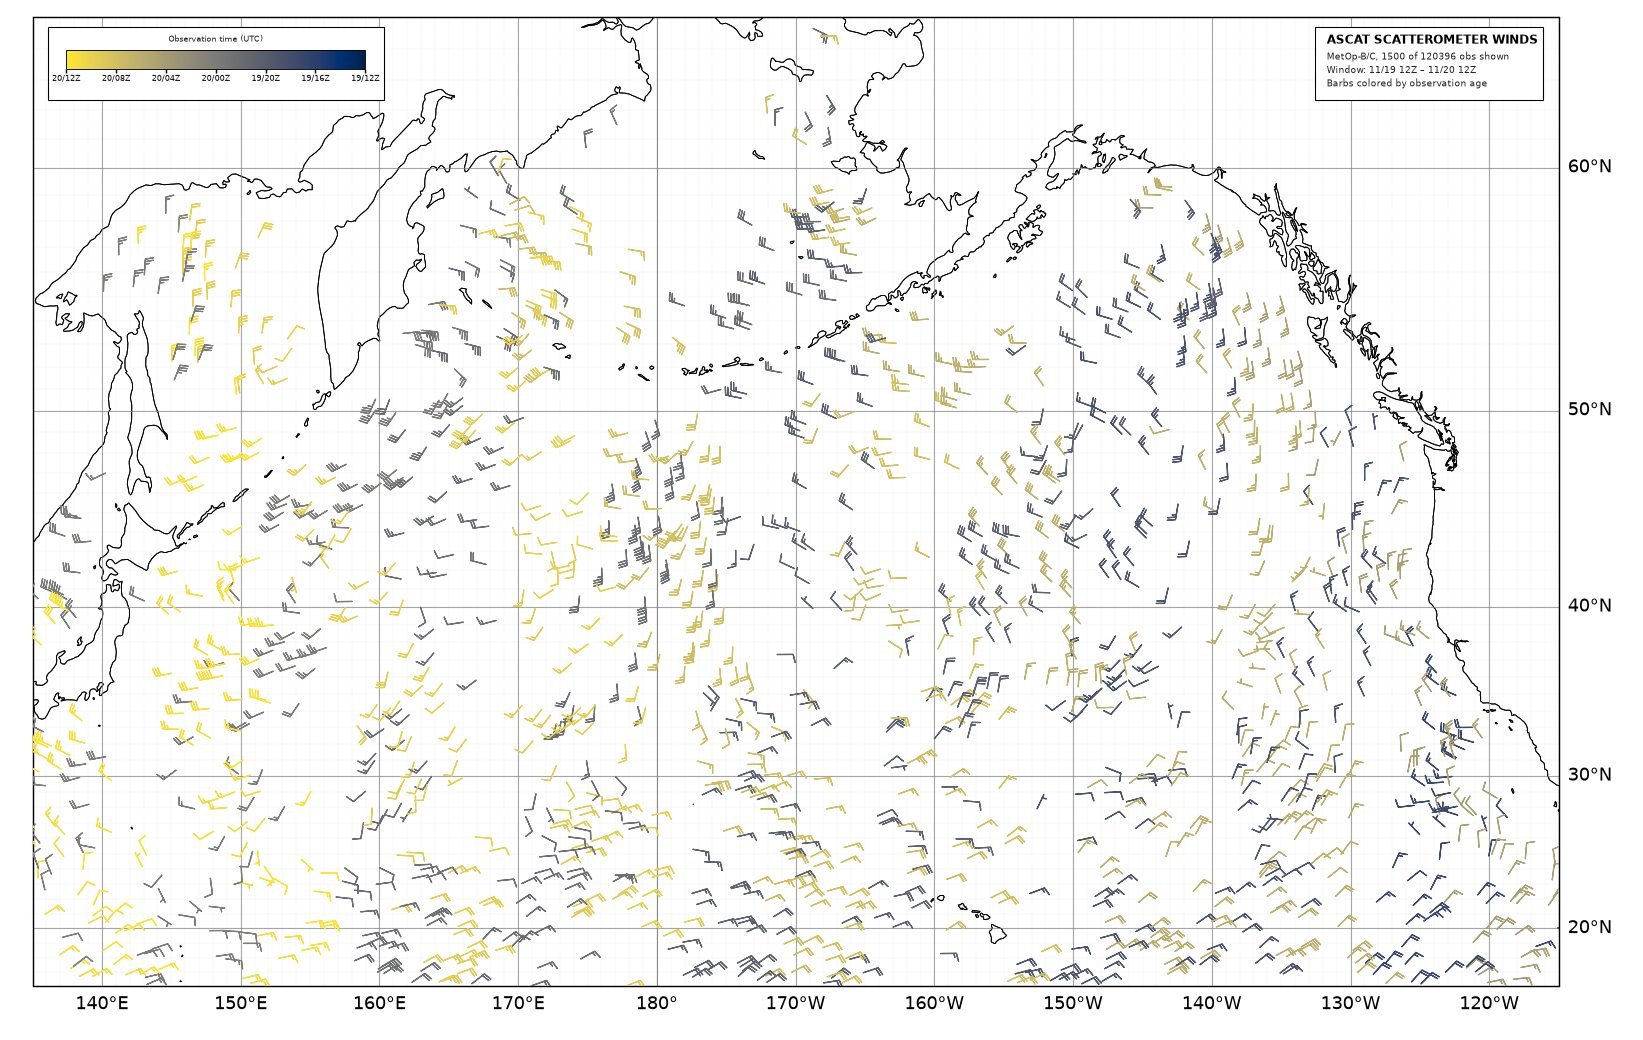 Observation time (UTC)
20/12Z 20/08Z 20/04Z 20/00Z 19/20Z 19/16Z 19/12Z
ASCAT SCATTEROMETER WINDS
MetOp-B/C, 1500 of 120396 obs shown
Window: 11/19 12Z – 11/20 12Z
Barbs colored by observation age
60°N
50°N
40°N
30°N
20°N
140°E 150°E 160°E 170°E 180° 170°W 160°W 150°W 140°W 130°W 120°W